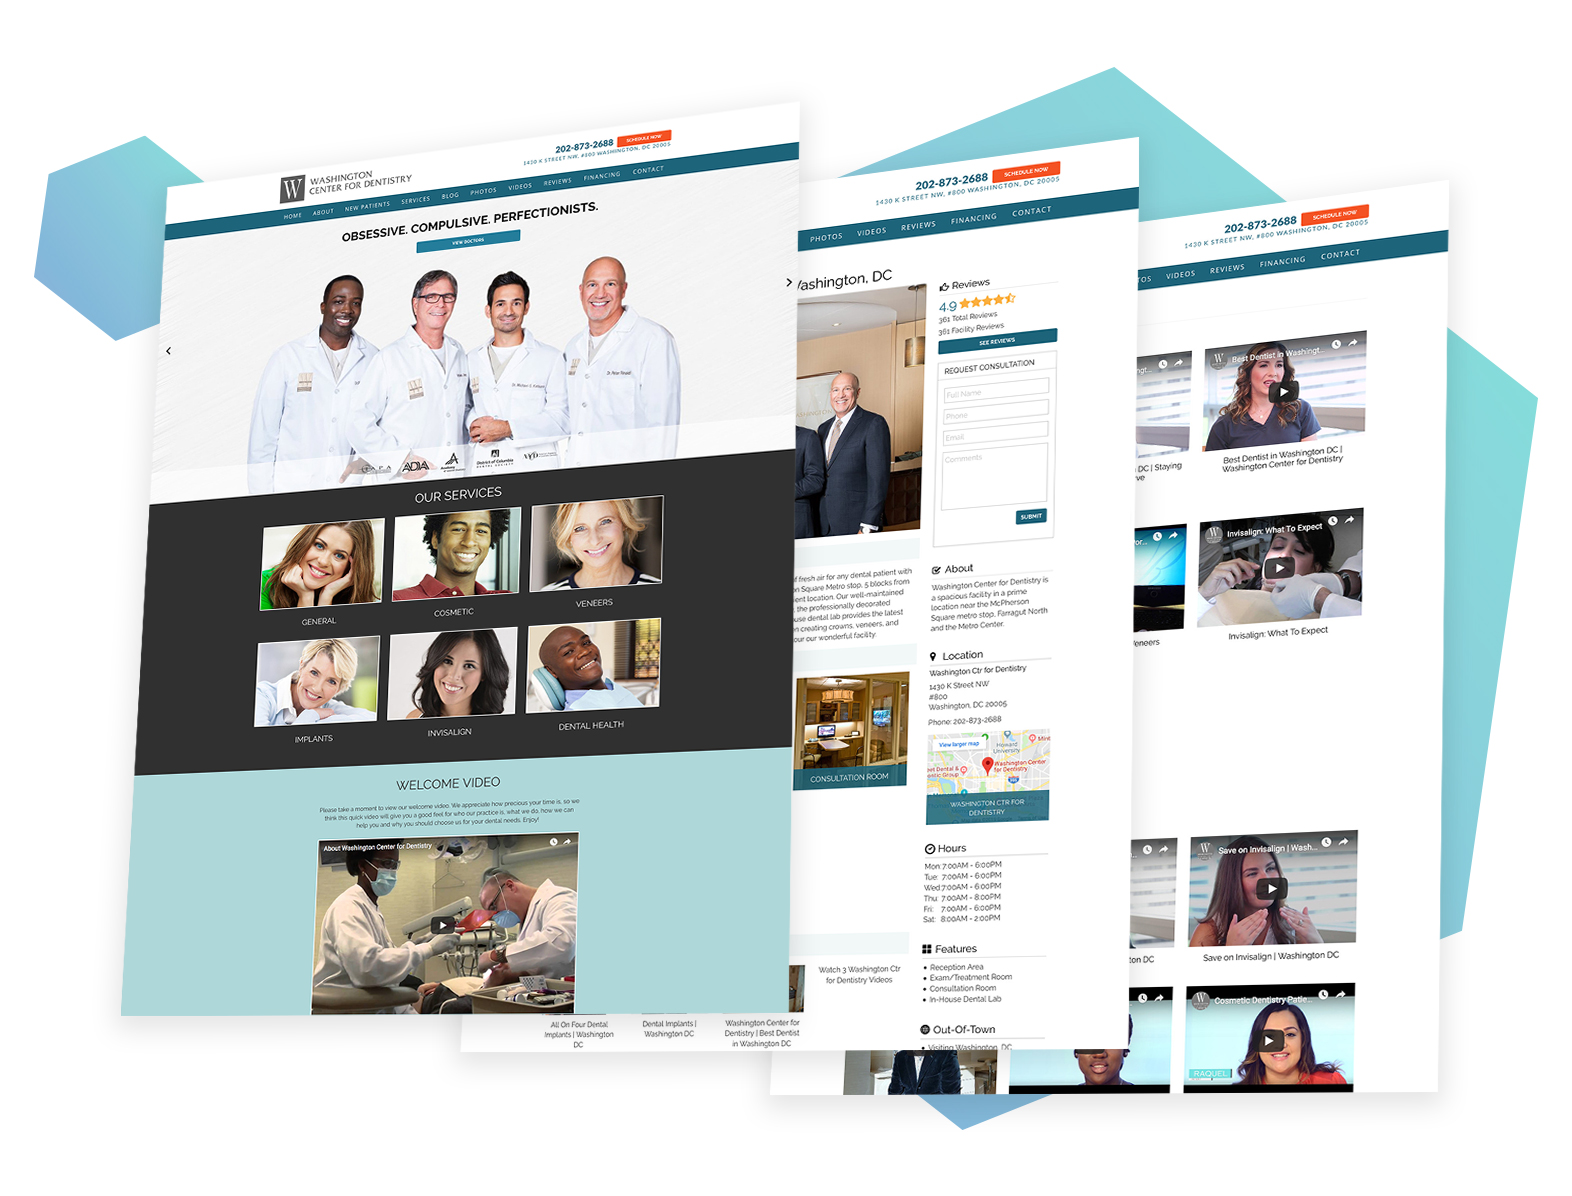 202-873-2688 SCHEDULE NOW
1430 K STREET NW, #800 WASHINGTON, DC 20005
W WASHINGTON
CENTER FOR DENTISTRY
HOME ABOUT NEW PATIENTS SERVICES BLOG PHOTOS VIDEOS REVIEWS FINANCING CONTACT
OBSESSIVE. COMPULSIVE. PERFECTIONISTS.
VIEW DOCTORS
District of Columbia
DENTAL SOCIETY
OUR SERVICES
GENERAL
COSMETIC
VENEERS
IMPLANTS
INVISALIGN
DENTAL HEALTH
WELCOME VIDEO
Please take a moment to view our welcome video. We appreciate how precious your time is, so we
think this quick video will give you a good feel for who our practice is, what we do, how we can
help you and why you should choose us for your dental needs. Enjoy!
About Washington Center for Dentistry
202-873-2688 SCHEDULE NOW
1430 K STREET NW, #800 WASHINGTON, DC 20005
PHOTOS VIDEOS REVIEWS FINANCING CONTACT
Washington, DC
Reviews
4.9
361 Total Reviews
361 Facility Reviews
SEE REVIEWS
REQUEST CONSULTATION
Full Name
Phone
Email
Comments
SUBMIT
of fresh air for any dental patient with
n Square Metro stop, 5 blocks from
ient location. Our well-maintained
, the professionally decorated
use dental lab provides the latest
n creating crowns, veneers, and
our our wonderful facility.
CONSULTATION ROOM
About
Washington Center for Dentistry is
a spacious facility in a prime
location near the McPherson
Square metro stop, Farragut North
and the Metro Center.
Location
Washington Ctr for Dentistry
1430 K Street NW
#800
Washington, DC 20005
Phone: 202-873-2688
View larger map
Howard
University
Washington Center
for Dentistry
WASHINGTON CTR FOR
DENTISTRY
Hours
Mon: 7:00AM - 6:00PM
Tue: 7:00AM - 6:00PM
Wed: 7:00AM - 6:00PM
Thu: 7:00AM - 8:00PM
Fri: 7:00AM - 6:00PM
Sat: 8:00AM - 2:00PM
Features
Reception Area
Exam/Treatment Room
Consultation Room
In-House Dental Lab
Out-Of-Town
Visiting Washington, DC
Watch 3 Washington Ctr
for Dentistry Videos
All On Four Dental
Implants | Washington
DC
Dental Implants |
Washington DC
Washington Center for
Dentistry | Best Dentist
in Washington DC
202-873-2688 SCHEDULE NOW
1430 K STREET NW, #800 WASHINGTON, DC 20005
TOS VIDEOS REVIEWS FINANCING CONTACT
Best Dentist in Washingt...
DC | Staying
ve
Best Dentist in Washington DC |
Washington Center for Dentistry
Invisalign: What To Expect
eneers
Invisalign: What To Expect
Save on Invisalign | Wash...
on DC
Save on Invisalign | Washington DC
Cosmetic Dentistry Patie...
RAQUEL